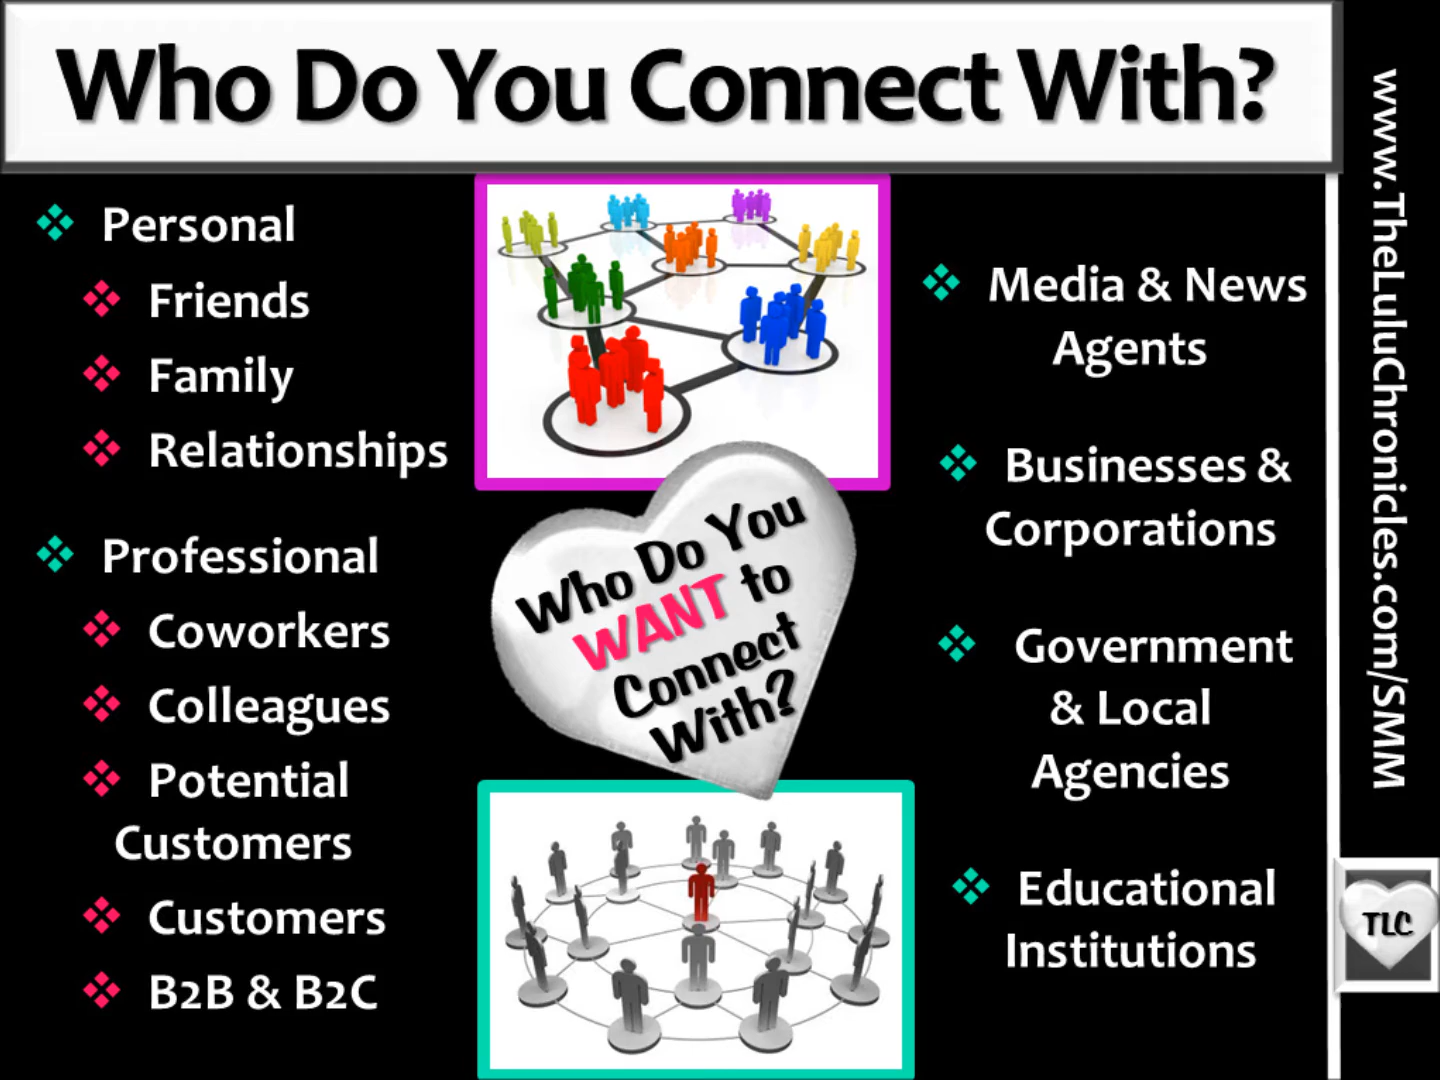 Who Do You Connect With?
Personal
Friends
Family
Relationships
Professional
Coworkers
Colleagues
Potential
Customers
Customers
B2B & B2C
Who Do You
WANT to
Connect
With?
Media & News
Agents
Businesses &
Corporations
Government
& Local
Agencies
Educational
Institutions
www.TheLuluChronicles.com/SMM
TLC